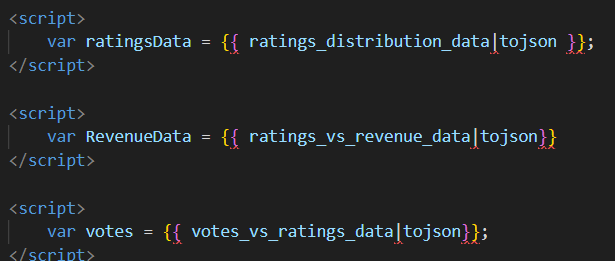 <script>
var ratingsData = {{ ratings_distribution_data|tojson }};
</script>
<script>
var RevenueData = {{ ratings_vs_revenue_data|tojson}}
</script>
<script>
var votes = {{ votes_vs_ratings_data|tojson}};
</script>